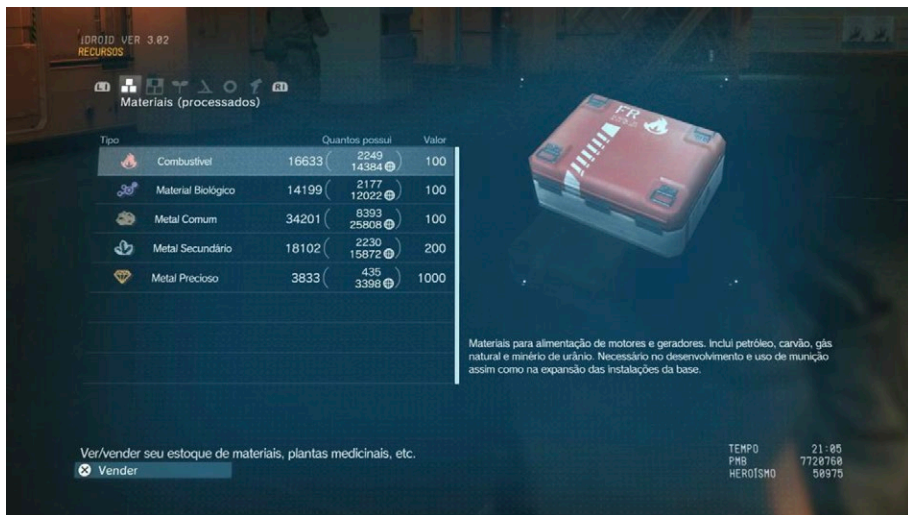 iDROID VER 3.02
RECURSOS
L1 R1
Materiais (processados)
Tipo Quantos possui Valor
Combustível 16633 ( 2249 14384 ) 100
Material Biológico 14199 ( 2177 12022 ) 100
Metal Comum 34201 ( 8393 25808 ) 100
Metal Secundário 18102 ( 2230 15872 ) 200
Metal Precioso 3833 ( 435 3398 ) 1000
FR
Materiais para alimentação de motores e geradores. Inclui petróleo, carvão, gás
natural e minério de urânio. Necessário no desenvolvimento e uso de munição
assim como na expansão das instalações da base.
Ver/vender seu estoque de materiais, plantas medicinais, etc.
Vender
TEMPO 21:05
PMB 7720760
HEROÍSMO 50975